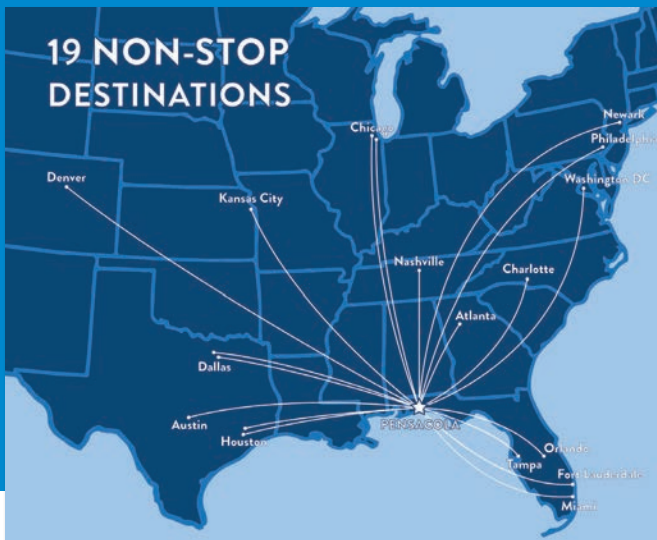 19 NON-STOP
DESTINATIONS
Newark
Chicago
Philadelphia
Denver
Washington DC
Kansas City
Nashville
Charlotte
Atlanta
Dallas
Austin
PENSACOLA
Houston
Orlando
Tampa
Fort Lauderdale
Miami